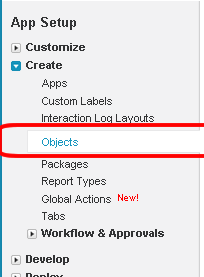 App Setup
Customize
Create
Apps
Custom Labels
Interaction Log Layouts
Objects
Packages
Report Types
Global Actions New!
Tabs
Workflow & Approvals
Develop
Deploy